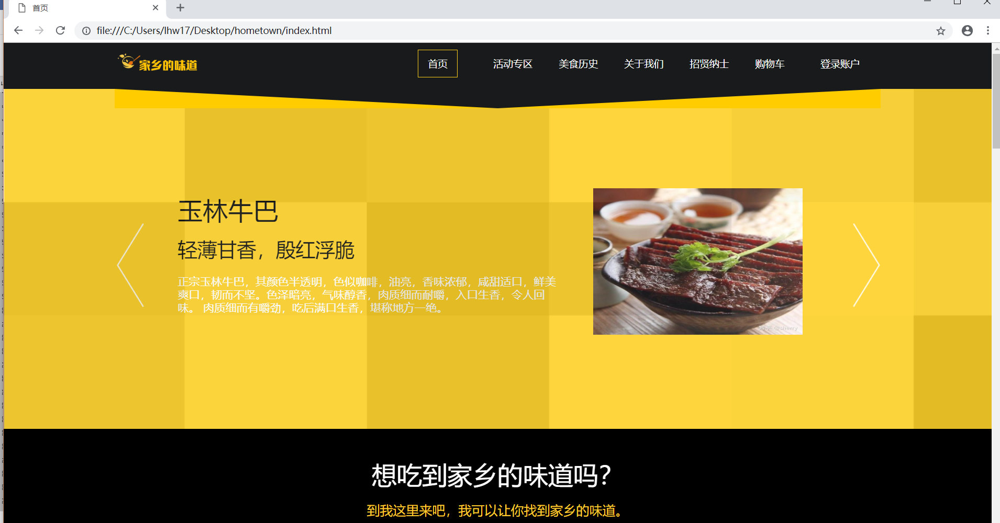 首页
file:///C:/Users/lhw17/Desktop/hometown/index.html
家乡的味道
首页
活动专区
美食历史
关于我们
招贤纳士
购物车
登录账户
玉林牛巴
轻薄甘香，殷红浮脆
正宗玉林牛巴，其颜色半透明，色似咖啡，油亮，香味浓郁，咸甜适口，鲜美
爽口，韧而不坚。色泽暗亮，气味醇香，肉质细而耐嚼，入口生香，令人回
味。 肉质细而有嚼劲，吃后满口生香，堪称地方一绝。
知乎 @sherry
想吃到家乡的味道吗？
到我这里来吧，我可以让你找到家乡的味道。